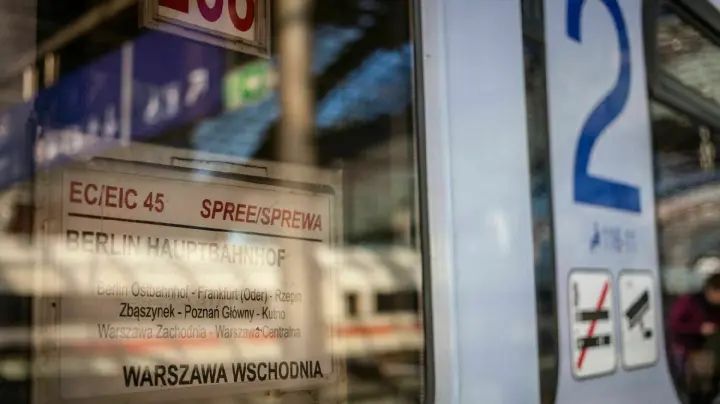 EC/EIC 45 SPREE/SPREWA
BERLIN HAUPTBAHNHOF
Berlin Ostbahnhof - Frankfurt (Oder) - Rzepin
Zbąszynek - Poznań Główny - Kutno
Warszawa Zachodnia - Warszawa Centralna
WARSZAWA WSCHODNIA
2